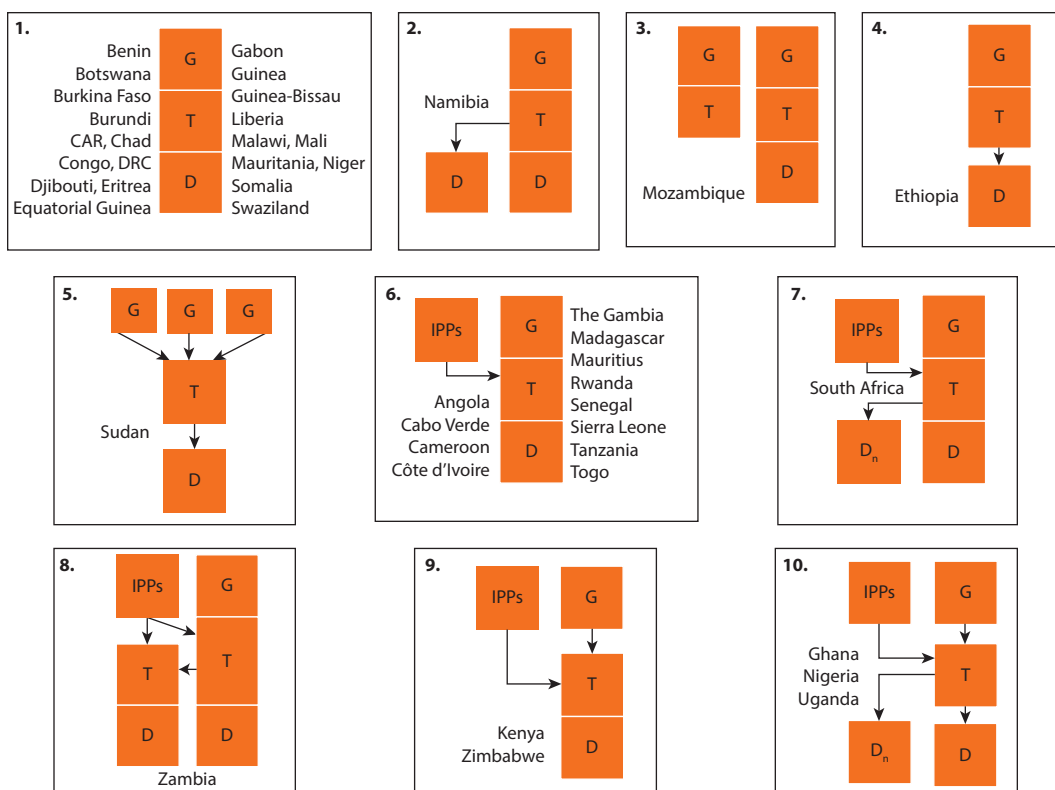 1.
Benin
Botswana
Burkina Faso
Burundi
CAR, Chad
Congo, DRC
Djibouti, Eritrea
Equatorial Guinea
G
T
D
Gabon
Guinea
Guinea-Bissau
Liberia
Malawi, Mali
Mauritania, Niger
Somalia
Swaziland
2.
Namibia
G
T
D
D
3.
G
G
T
T
D
Mozambique
4.
G
T
D
Ethiopia
5.
G
G
G
T
Sudan
D
6.
IPPs
G
T
D
Angola
Cabo Verde
Cameroon
Côte d'Ivoire
The Gambia
Madagascar
Mauritius
Rwanda
Senegal
Sierra Leone
Tanzania
Togo
7.
IPPs
G
South Africa
T
Dn
D
8.
IPPs
G
T
T
D
D
Zambia
9.
IPPs
G
T
D
Kenya
Zimbabwe
10.
IPPs
G
Ghana
Nigeria
Uganda
T
Dn
D